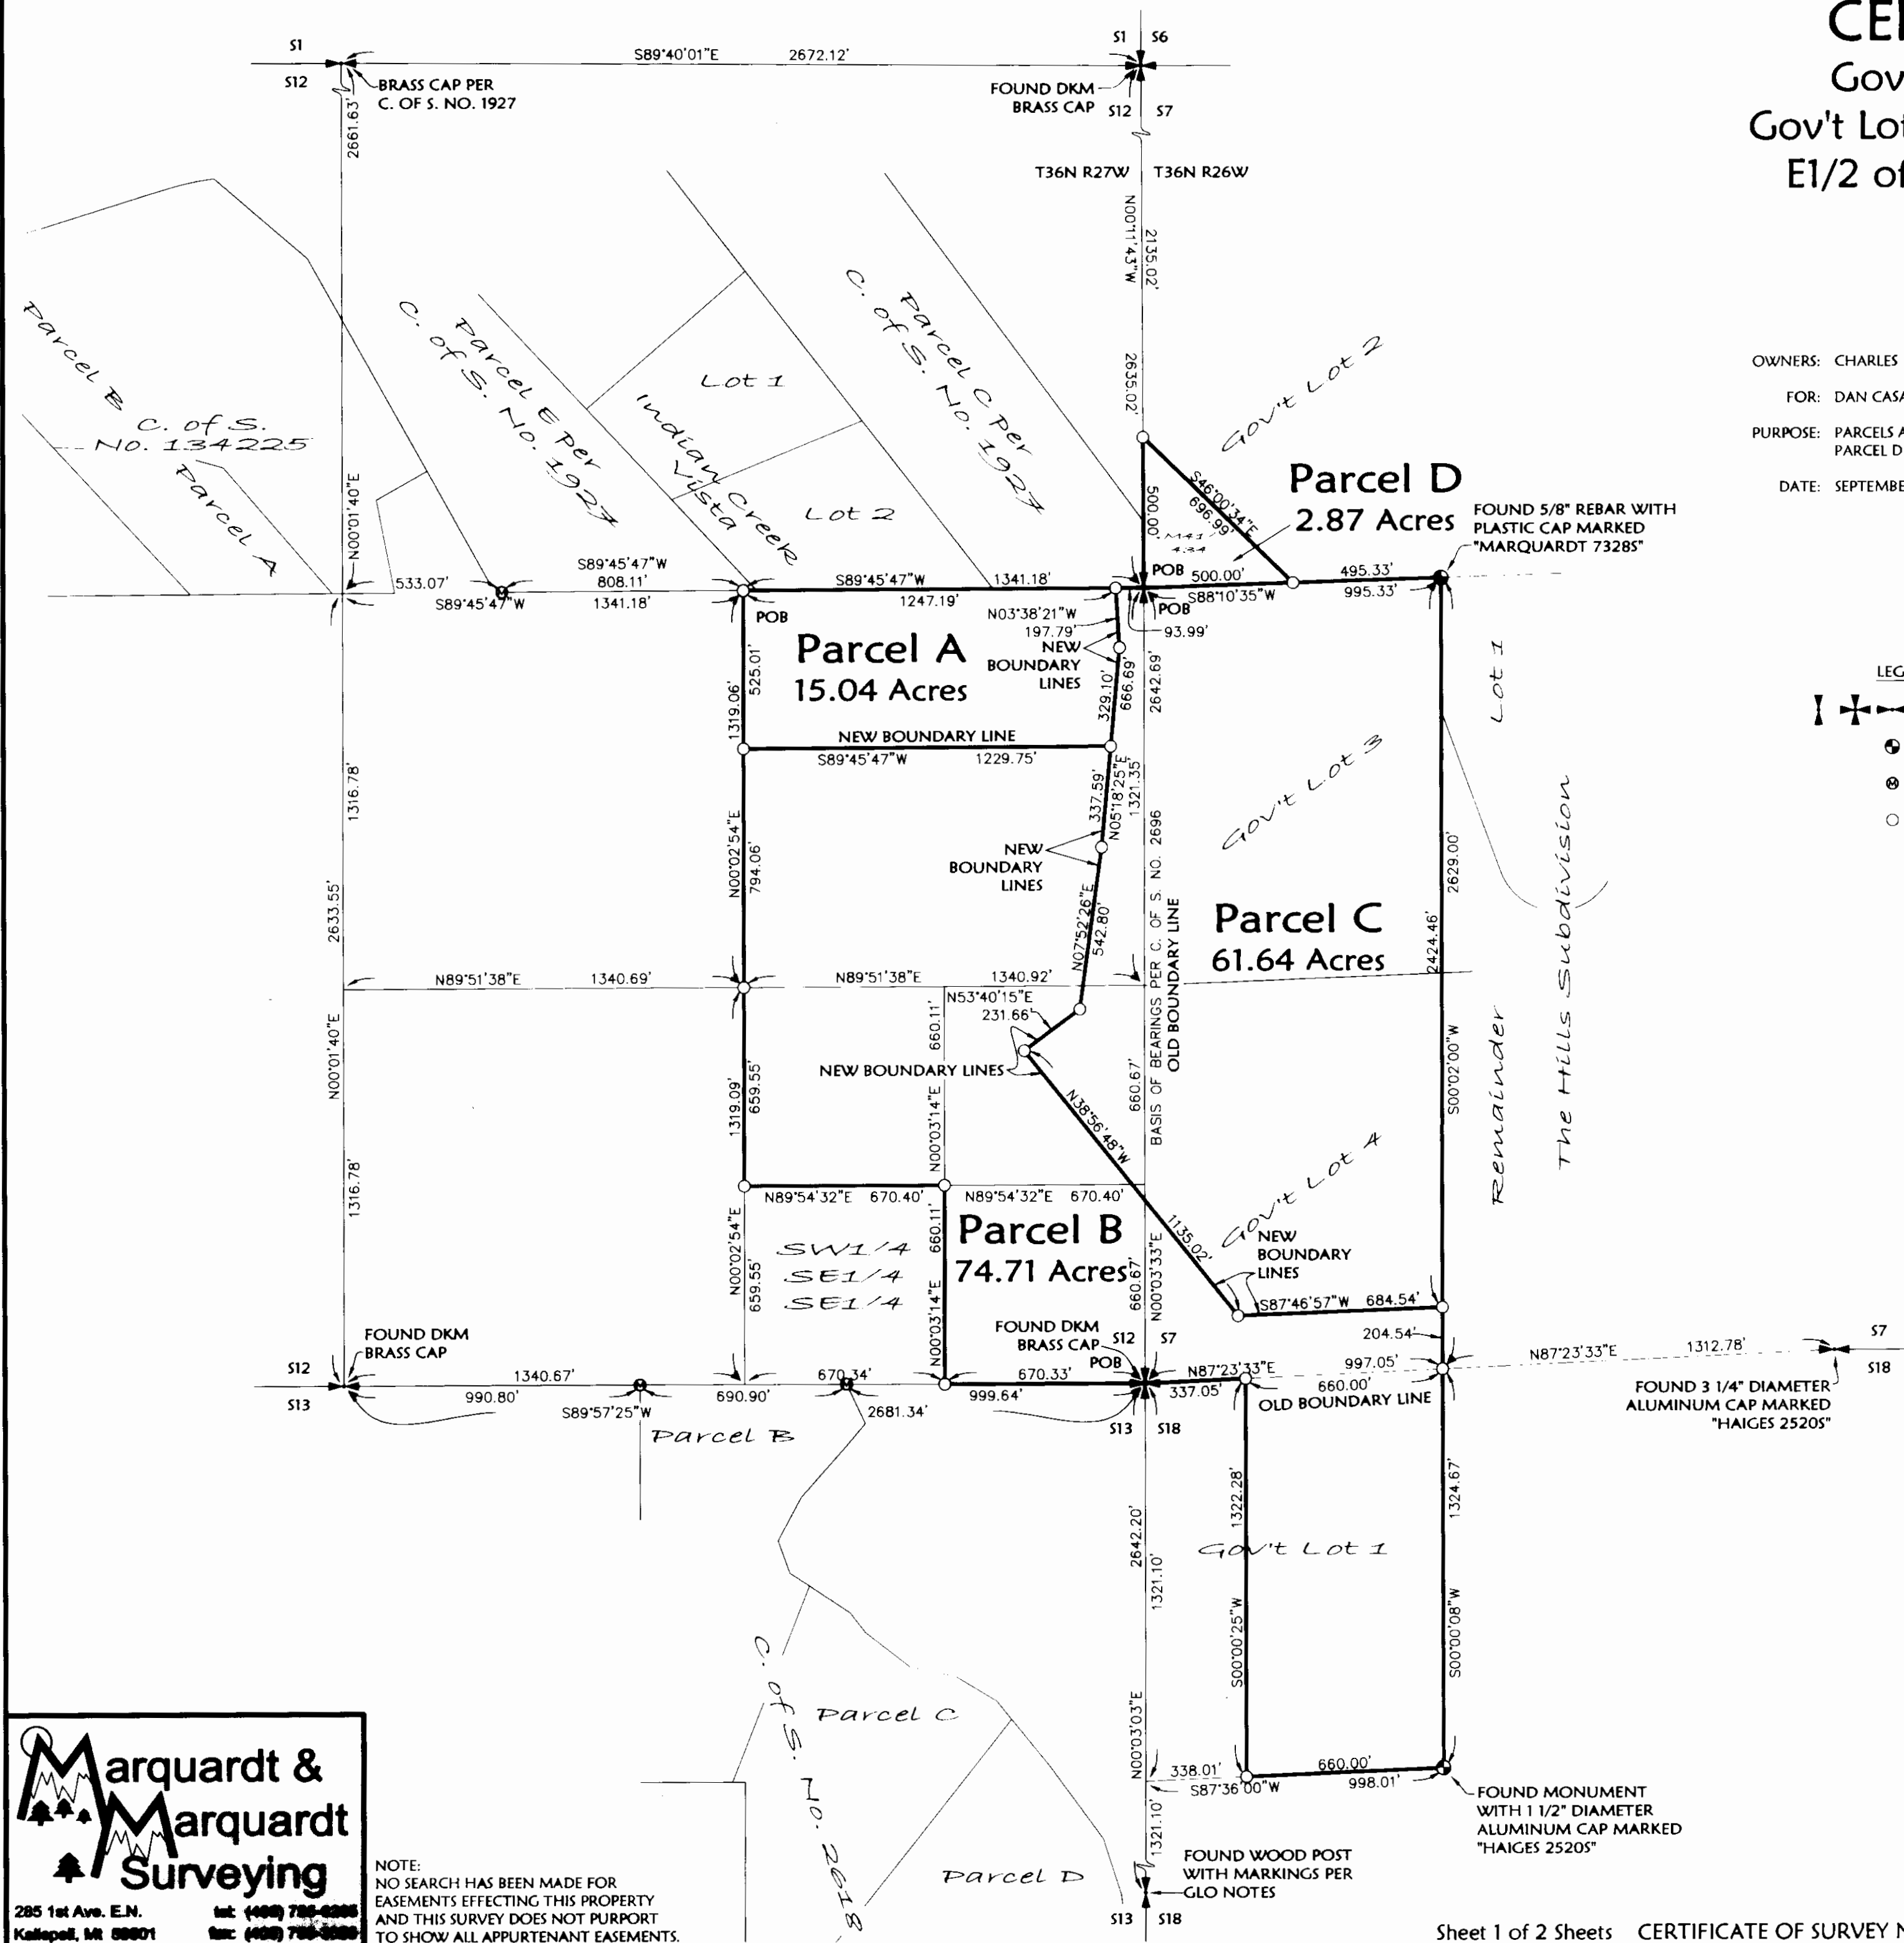 CE
Gov
Gov't Lot
E1/2 of
S1
S12
S89°40'01"E 2672.12'
S1 S6
S12 S7
BRASS CAP PER
C. OF S. NO. 1927
FOUND DKM
BRASS CAP
2661.63'
T36N R27W T36N R26W
N00°11'43"W
2135.02'
2635.02'
OWNERS: CHARLES
FOR: DAN CASA
PURPOSE: PARCELS A
PARCEL D
DATE: SEPTEMBE
Parcel B
C. of S.
No. 134225
Parcel A
Parcel E Per
C. of S. No. 1927
Lot 1
Indian Creek
Vista
Lot 2
Parcel C Per
C. of S. No. 1927
Gov't Lot 2
Parcel D
2.87 Acres
S46°00'34"E
696.99'
500.00'
M41/
434
FOUND 5/8" REBAR WITH
PLASTIC CAP MARKED
"MARQUARDT 7328S"
N00°01'40"E
533.07'
S89°45'47"W
S89°45'47"W
808.11'
1341.18'
S89°45'47"W 1341.18'
1247.19'
POB
POB
POB
500.00'
495.33'
S88°10'35"W
995.33'
93.99'
Parcel A
15.04 Acres
N03°38'21"W
197.79'
NEW
BOUNDARY
LINES
525.01'
1319.06'
329.10'
666.69'
2642.69'
NEW BOUNDARY LINE
S89°45'47"W 1229.75'
1316.78'
337.59'
N05°18'25"E
1321.35'
NEW
BOUNDARY
LINES
N00°02'54"E
794.06'
N07°52'26"E
542.80'
BASIS OF BEARINGS PER C. OF S. NO. 2696
OLD BOUNDARY LINE
Gov't Lot 3
Lot 1
LEG
2629.00'
2424.46'
S00°02'00"W
Remainder
The Hills Subdivision
Parcel C
61.64 Acres
2633.55'
N89°51'38"E 1340.69'
N89°51'38"E 1340.92'
N53°40'15"E
231.66'
660.11'
N00°01'40"E
NEW BOUNDARY LINES
660.67'
1319.09'
659.55'
N00°03'14"E
N38°56'48"W
1135.02'
Gov't Lot 4
1316.78'
N89°54'32"E 670.40'
N89°54'32"E 670.40'
Parcel B
74.71 Acres
SW1/4
SE1/4
SE1/4
N00°02'54"E
659.55'
660.11'
N00°03'14"E
660.67'
N00°03'33"E
NEW
BOUNDARY
LINES
S87°46'57"W 684.54'
204.54'
FOUND DKM
BRASS CAP
S12
S13
FOUND DKM
BRASS CAP
POB
S12 S7
S13 S18
N87°23'33"E 997.05'
337.05' 660.00'
OLD BOUNDARY LINE
N87°23'33"E 1312.78'
S7
S18
FOUND 3 1/4" DIAMETER
ALUMINUM CAP MARKED
"HAIGES 2520S"
1340.67' 670.34' 670.33'
990.80' 690.90' 999.64'
S89°57'25"W 2681.34'
Parcel B
1322.28'
1324.67'
2642.20'
1321.10'
Gov't Lot 1
S00°00'25"W
S00°00'08"W
N00°03'03"E
Parcel C
C. of S. No. 2618
338.01'
660.00'
S87°36'00"W 998.01'
FOUND MONUMENT
WITH 1 1/2" DIAMETER
ALUMINUM CAP MARKED
"HAIGES 2520S"
1321.10'
FOUND WOOD POST
WITH MARKINGS PER
GLO NOTES
S13 S18
Parcel D
Marquardt &
Marquardt
Surveying
285 1st Ave. E.N.
Kalispell, Mt 59901
NOTE:
NO SEARCH HAS BEEN MADE FOR
EASEMENTS EFFECTING THIS PROPERTY
AND THIS SURVEY DOES NOT PURPORT
TO SHOW ALL APPURTENANT EASEMENTS.
Sheet 1 of 2 Sheets CERTIFICATE OF SURVEY N